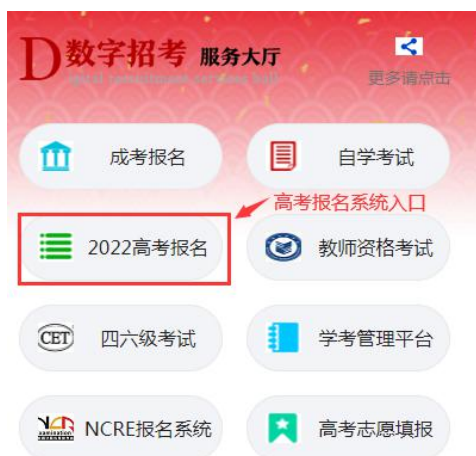 D数字招考 服务大厅
更多请点击
成考报名
自学考试
高考报名系统入口
2022高考报名
教师资格考试
CET
四六级考试
学考管理平台
NCRE报名系统
高考志愿填报